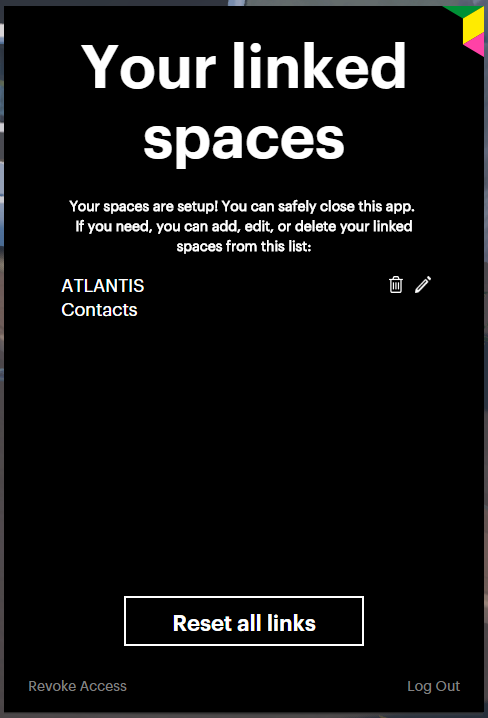 Your linked
spaces
Your spaces are setup! You can safely close this app.
If you need, you can add, edit, or delete your linked
spaces from this list:
ATLANTIS
Contacts
Reset all links
Revoke Access
Log Out